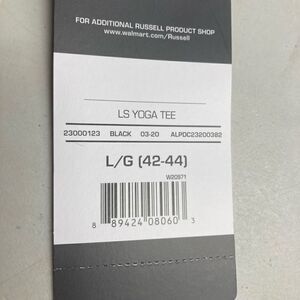 FOR ADDITIONAL RUSSELL PRODUCT SHOP
www.walmart.com/Russell
LS YOGA TEE
23000123 BLACK 03-20 ALPDC23200382
L/G (42-44)
W20971
8 89424 08060 3